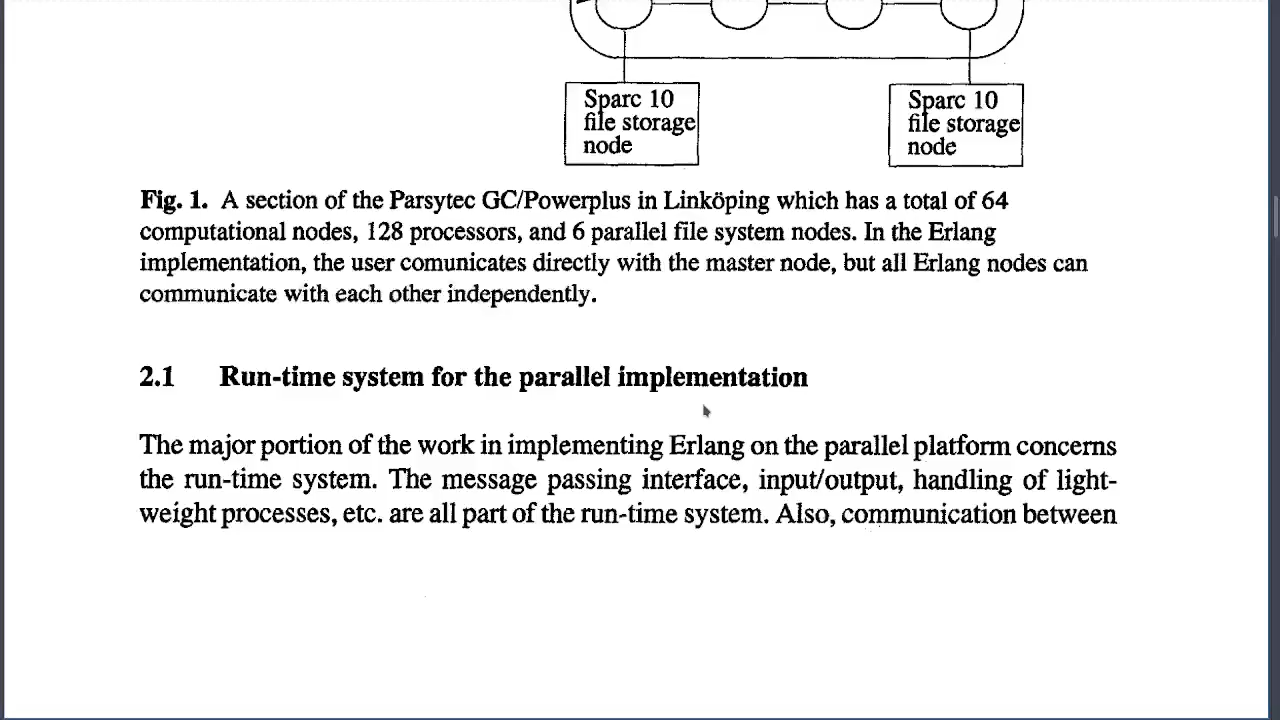 Sparc 10
file storage
node
Sparc 10
file storage
node
Fig. 1. A section of the Parsytec GC/Powerplus in Linköping which has a total of 64
computational nodes, 128 processors, and 6 parallel file system nodes. In the Erlang
implementation, the user comunicates directly with the master node, but all Erlang nodes can
communicate with each other independently.
2.1 Run-time system for the parallel implementation
The major portion of the work in implementing Erlang on the parallel platform concerns
the run-time system. The message passing interface, input/output, handling of light-
weight processes, etc. are all part of the run-time system. Also, communication between